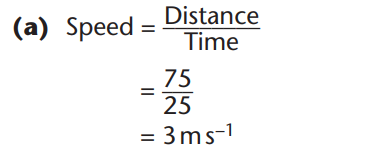 (a) Speed = Distance / Time
= 75 / 25
= 3 m s⁻¹